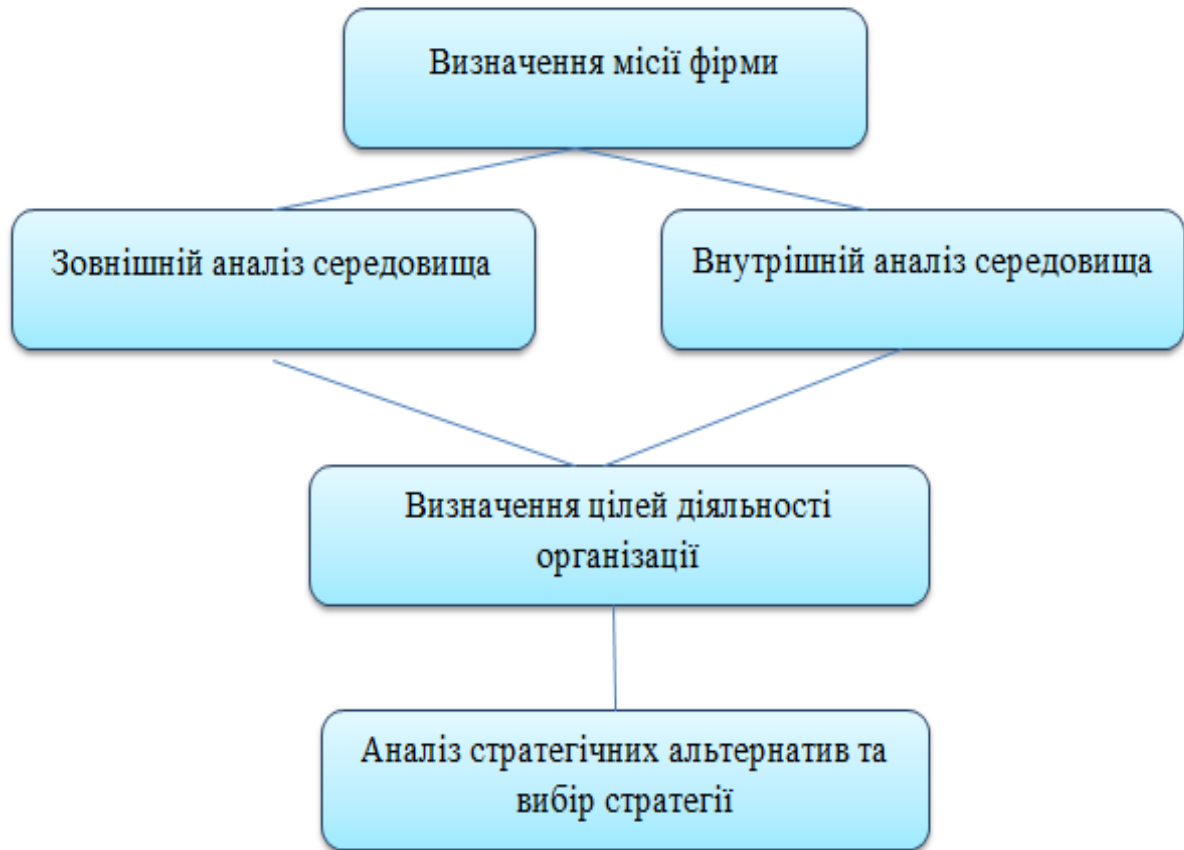 Визначення місії фірми
Зовнішній аналіз середовища
Внутрішній аналіз середовища
Визначення цілей діяльності
організації
Аналіз стратегічних альтернатив та
вибір стратегії